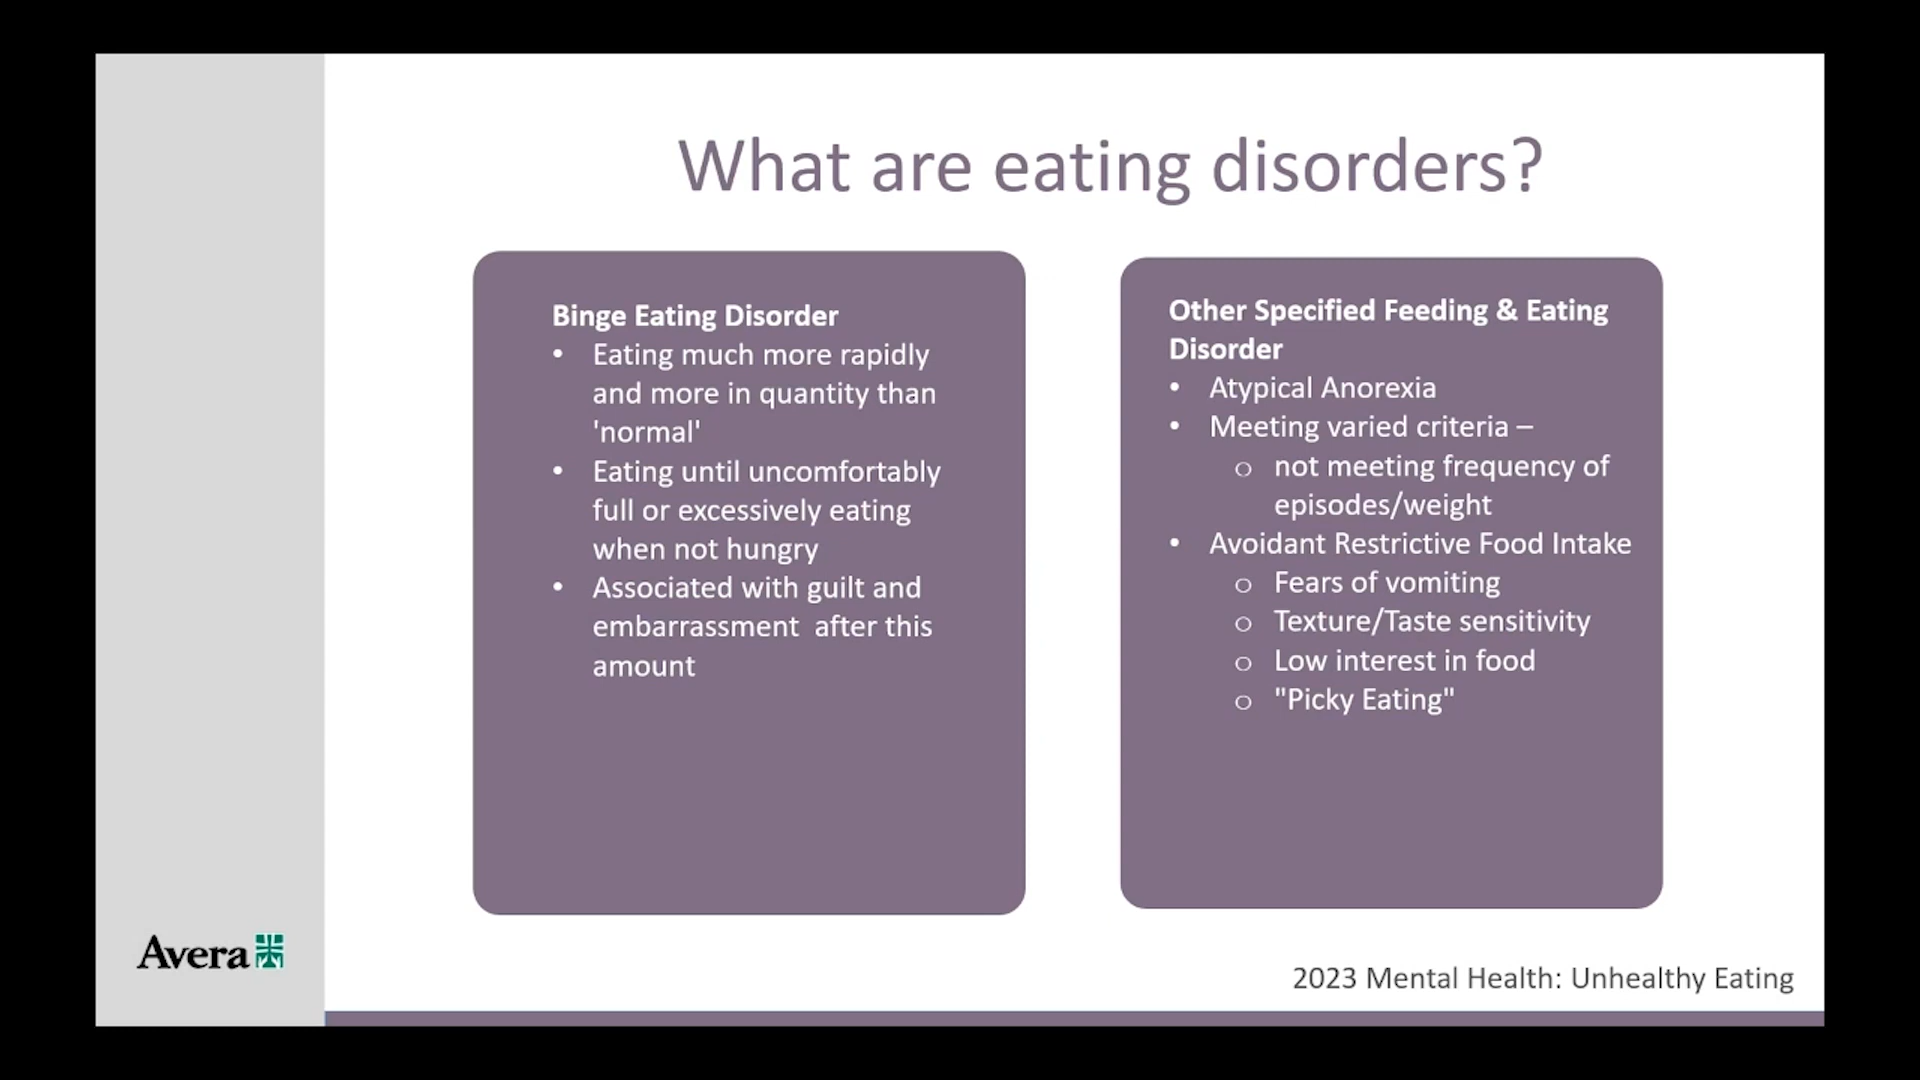 What are eating disorders?
Binge Eating Disorder
• Eating much more rapidly
and more in quantity than
'normal'
• Eating until uncomfortably
full or excessively eating
when not hungry
• Associated with guilt and
embarrassment  after this
amount
Other Specified Feeding & Eating
Disorder
• Atypical Anorexia
• Meeting varied criteria –
o not meeting frequency of
episodes/weight
• Avoidant Restrictive Food Intake
o Fears of vomiting
o Texture/Taste sensitivity
o Low interest in food
o "Picky Eating"
Avera
2023 Mental Health: Unhealthy Eating